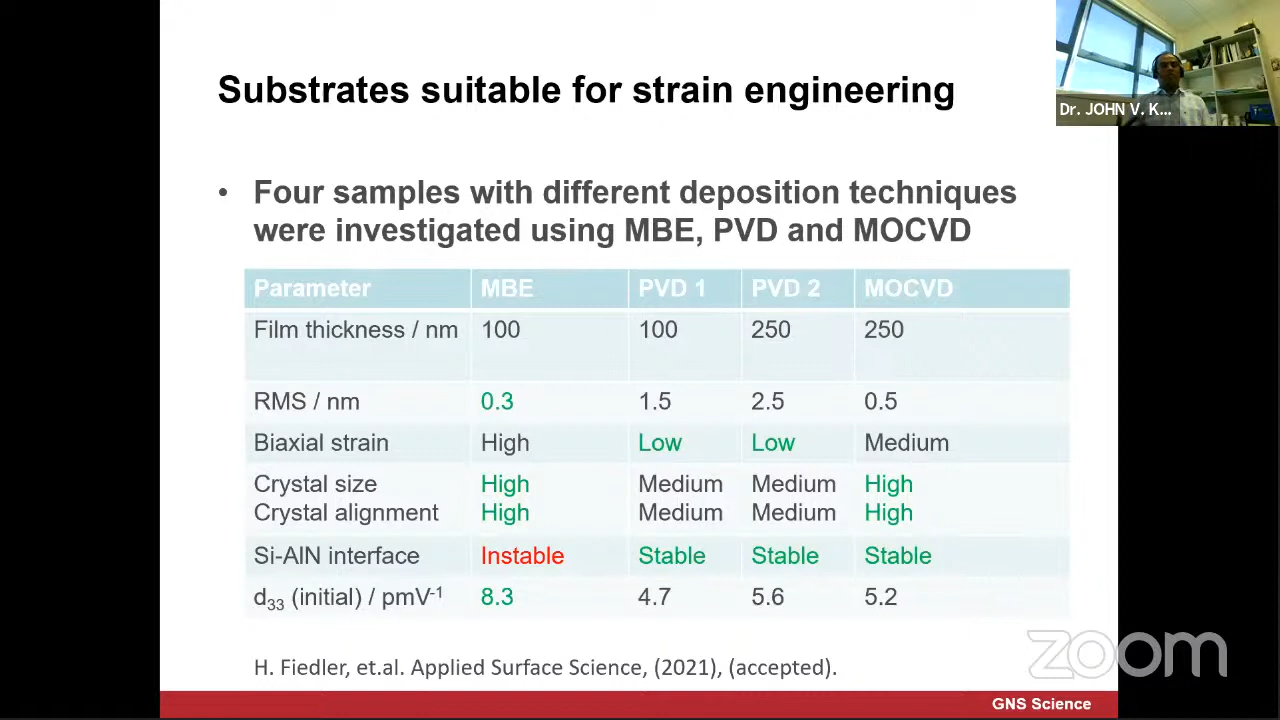 Substrates suitable for strain engineering
Dr. JOHN V. K...
• Four samples with different deposition techniques
were investigated using MBE, PVD and MOCVD
Parameter MBE PVD 1 PVD 2 MOCVD
Film thickness / nm 100 100 250 250
RMS / nm 0.3 1.5 2.5 0.5
Biaxial strain High Low Low Medium
Crystal size High Medium Medium High
Crystal alignment High Medium Medium High
Si-AlN interface Instable Stable Stable Stable
d33 (initial) / pmV-1 8.3 4.7 5.6 5.2
H. Fiedler, et.al. Applied Surface Science, (2021), (accepted).
zoom
GNS Science